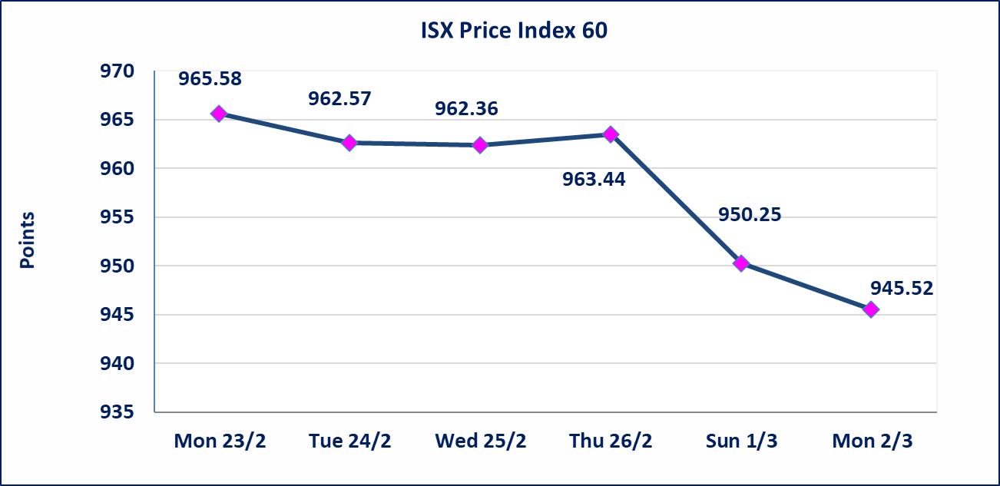 ISX Price Index 60
Points
970
965
960
955
950
945
940
935
965.58
962.57
962.36
963.44
950.25
945.52
Mon 23/2
Tue 24/2
Wed 25/2
Thu 26/2
Sun 1/3
Mon 2/3